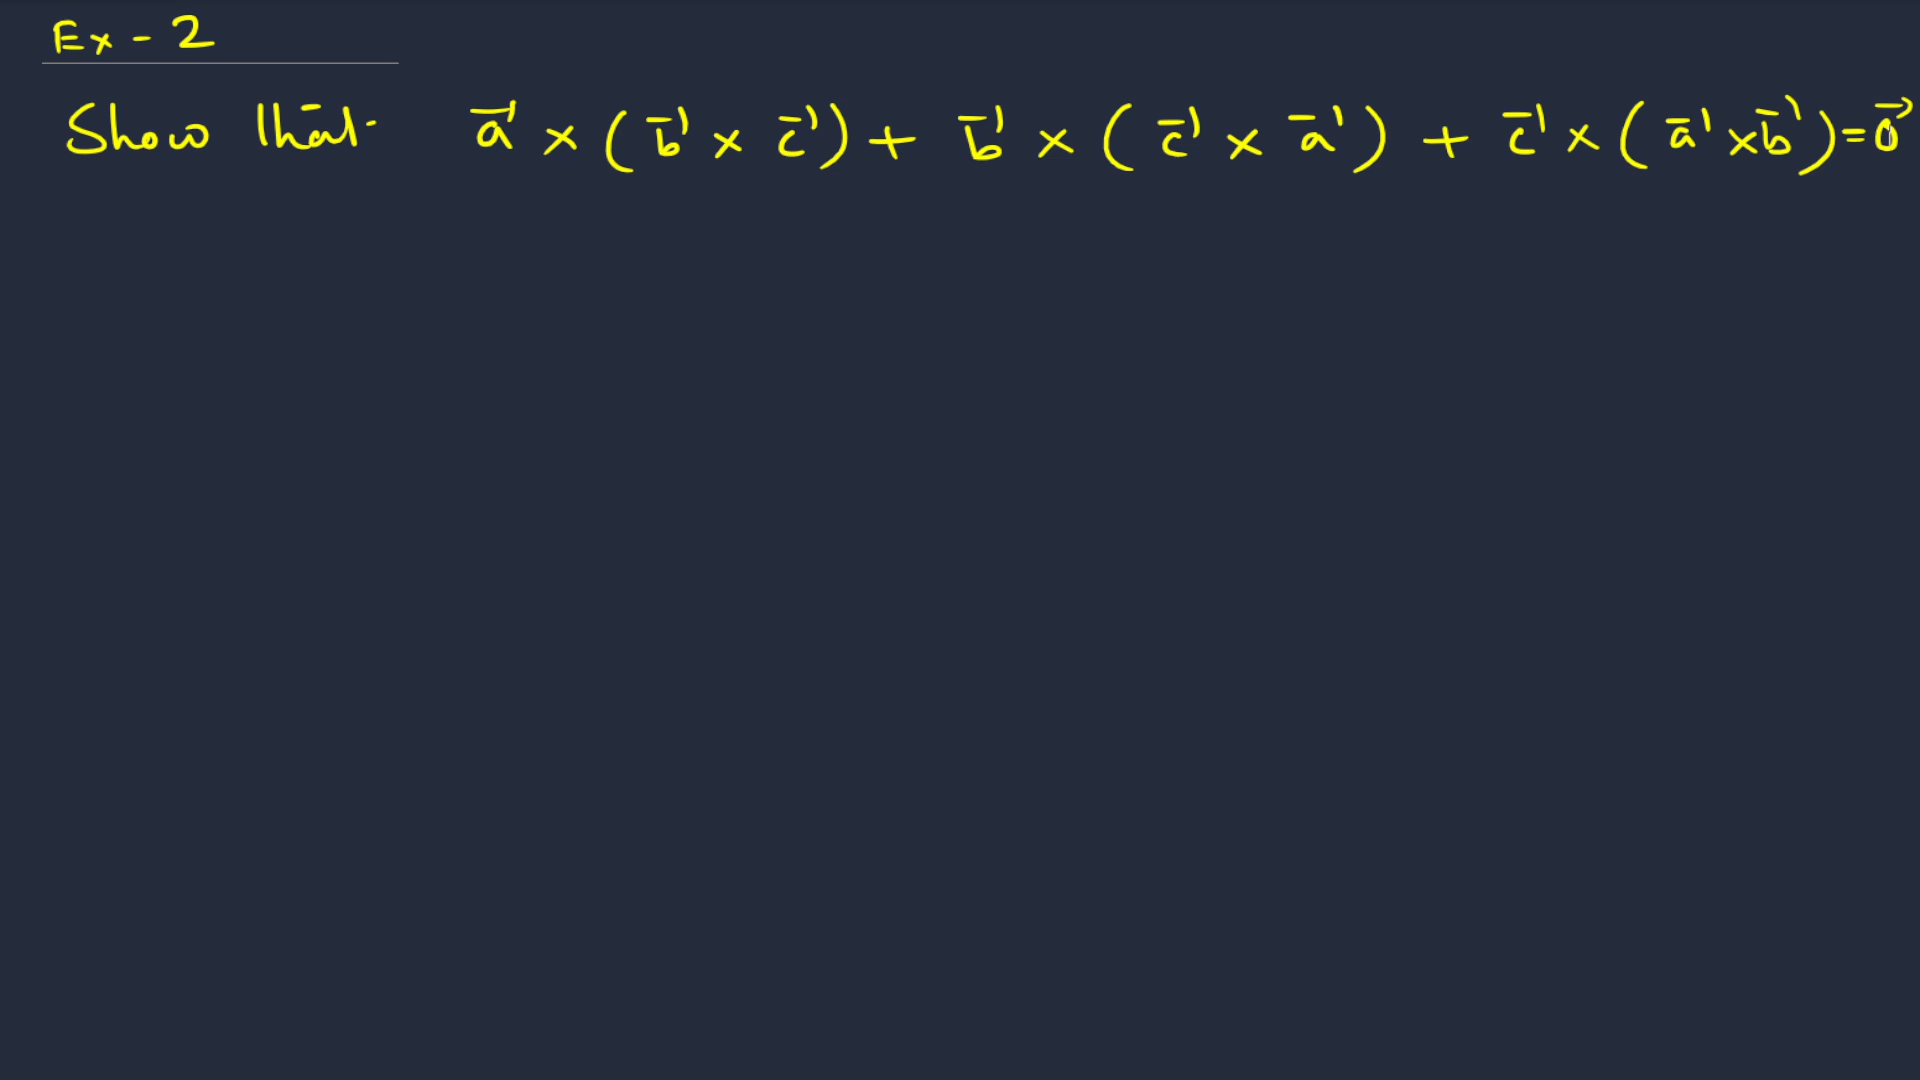 Ex - 2
Show that a⃗ × (b⃗ × c⃗) + b⃗ × (c⃗ × a⃗) + c⃗ × (a⃗ × b⃗) = 0⃗